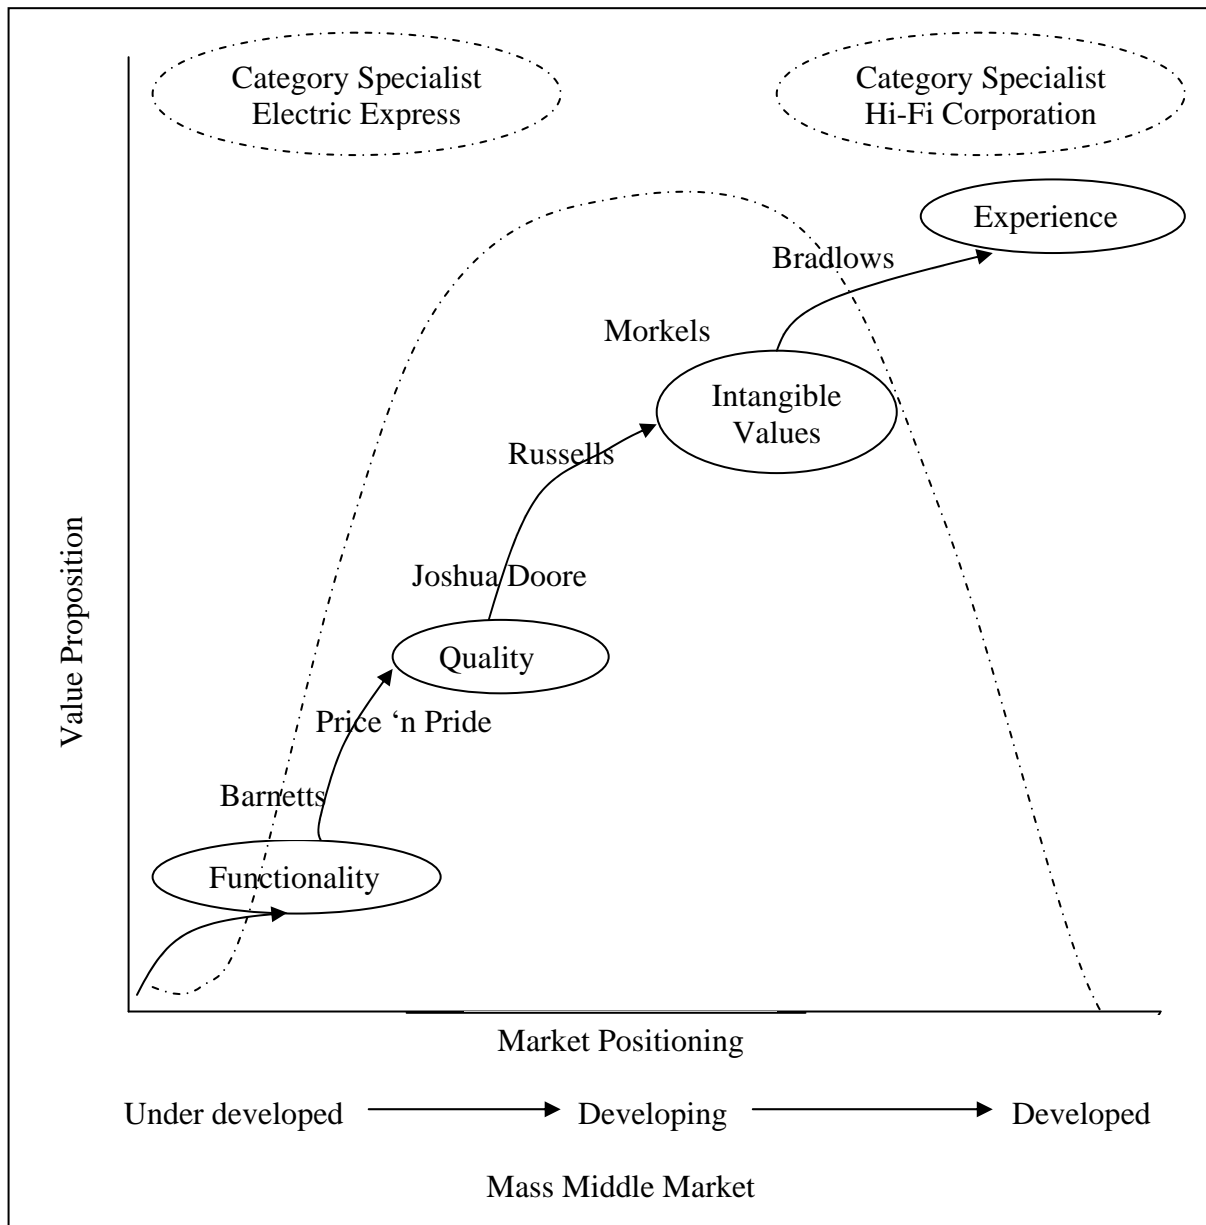 Category Specialist
Electric Express
Category Specialist
Hi-Fi Corporation
Experience
Bradlows
Morkels
Intangible
Values
Russells
Joshua Doore
Quality
Price ‘n Pride
Barnetts
Functionality
Value Proposition
Market Positioning
Under developed
Developing
Developed
Mass Middle Market